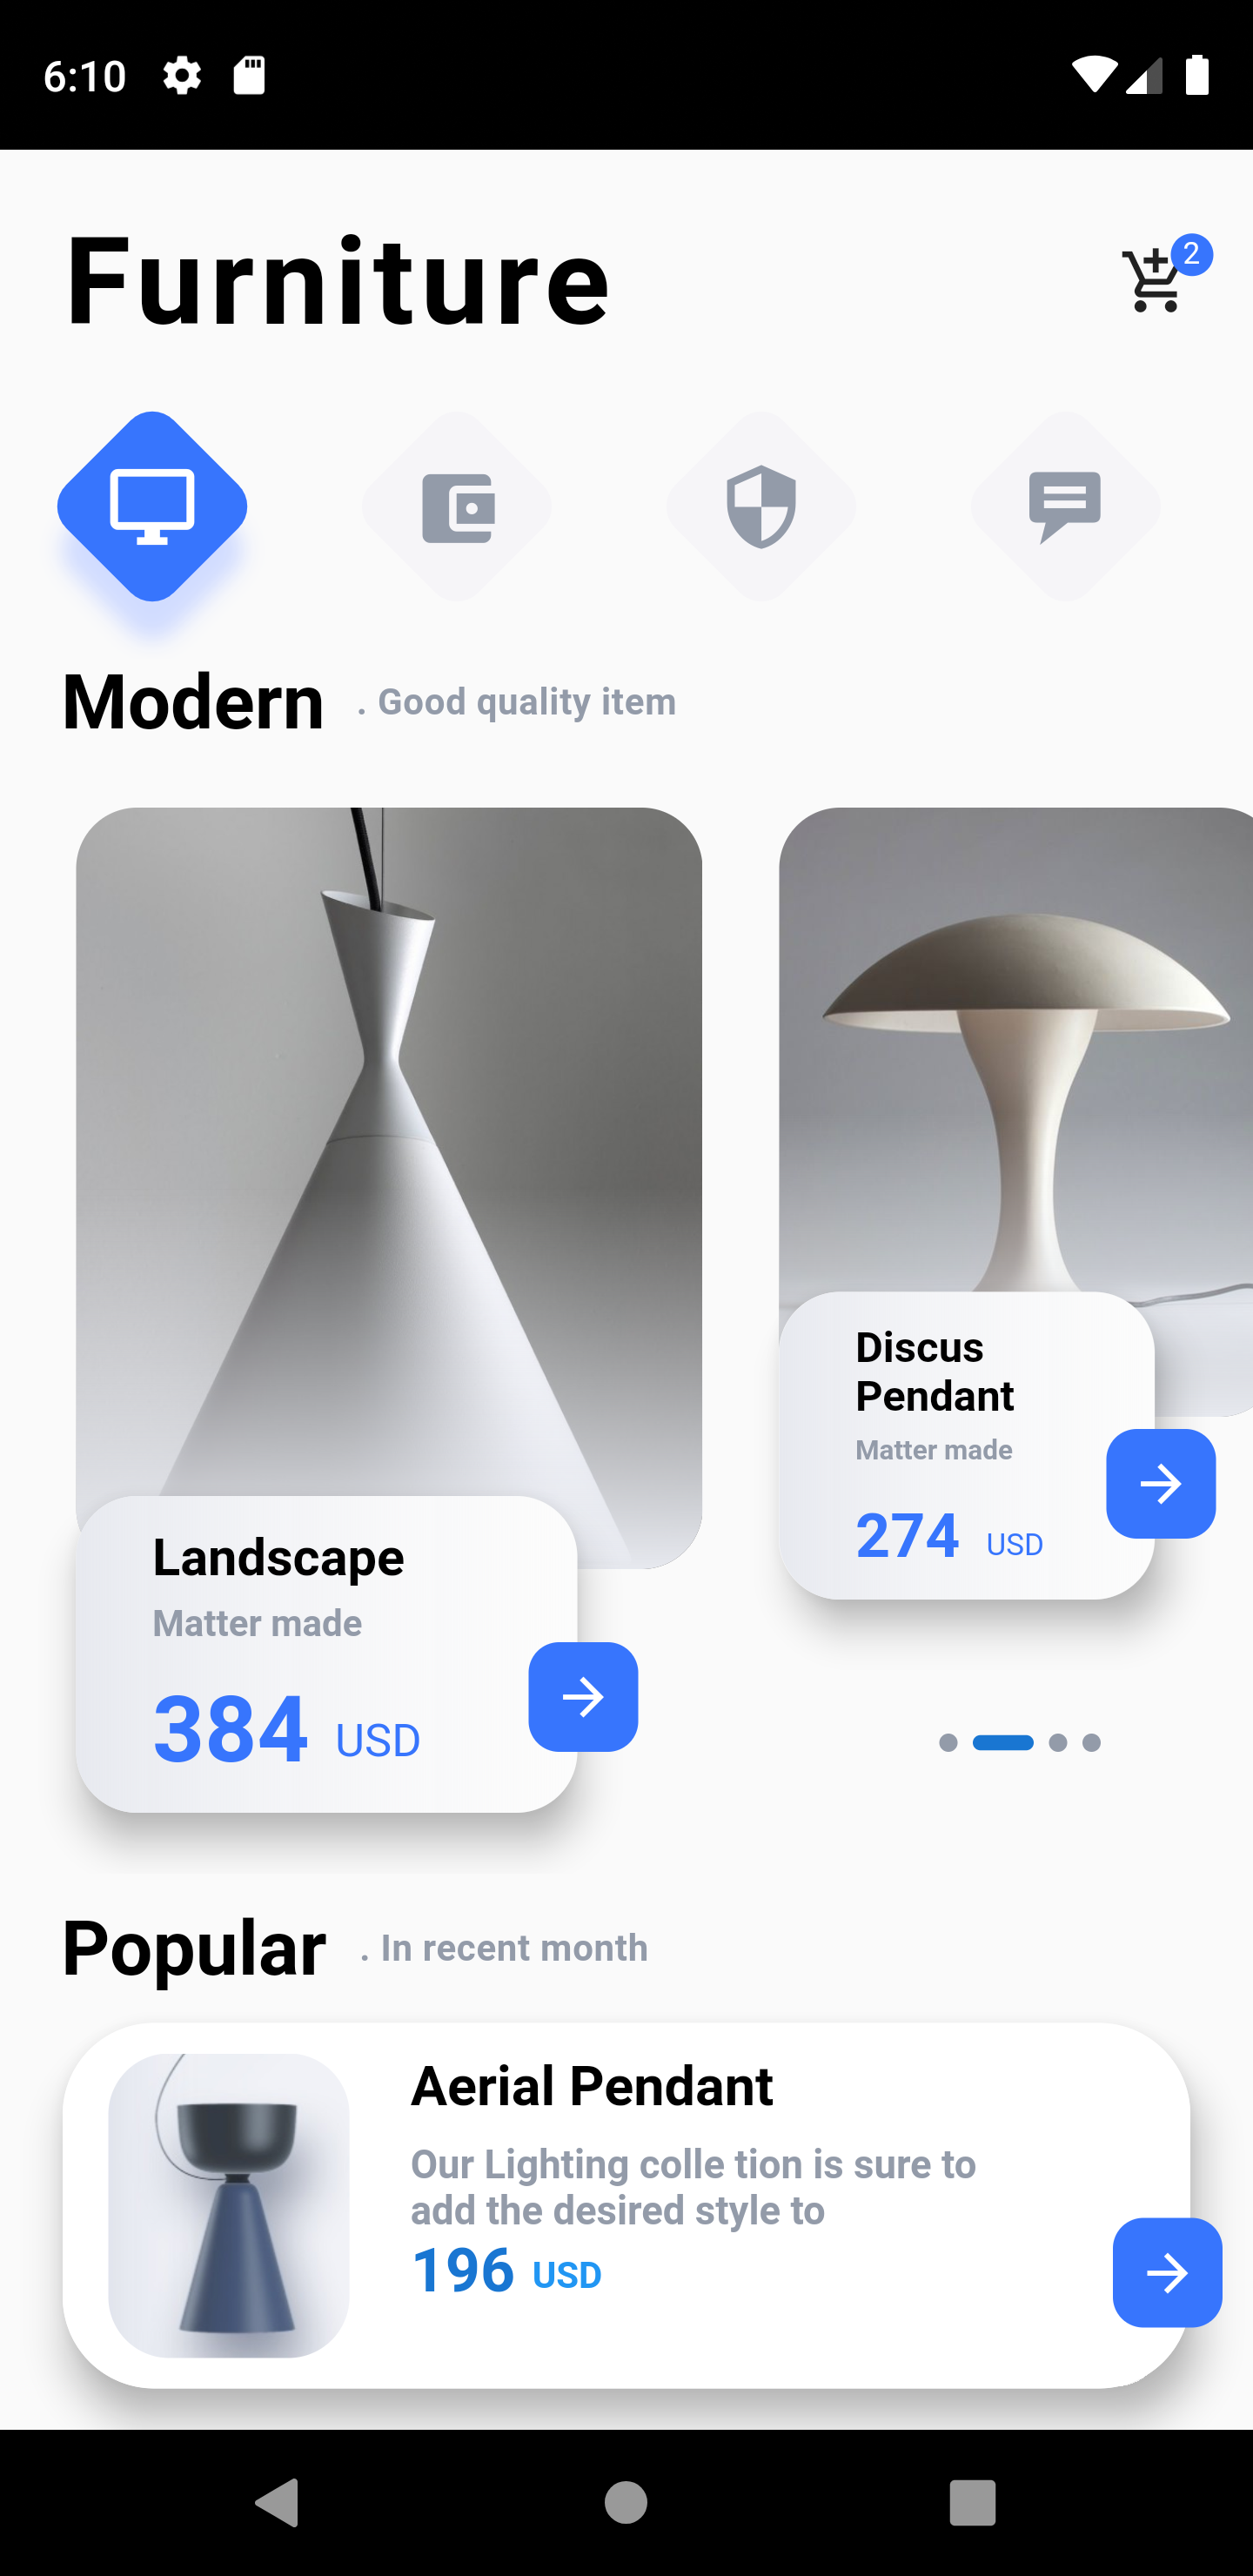 6:10
Furniture
2
Modern . Good quality item
Landscape
Matter made
384 USD
Discus
Pendant
Matter made
274 USD
Popular . In recent month
Aerial Pendant
Our Lighting colle tion is sure to
add the desired style to
196 USD